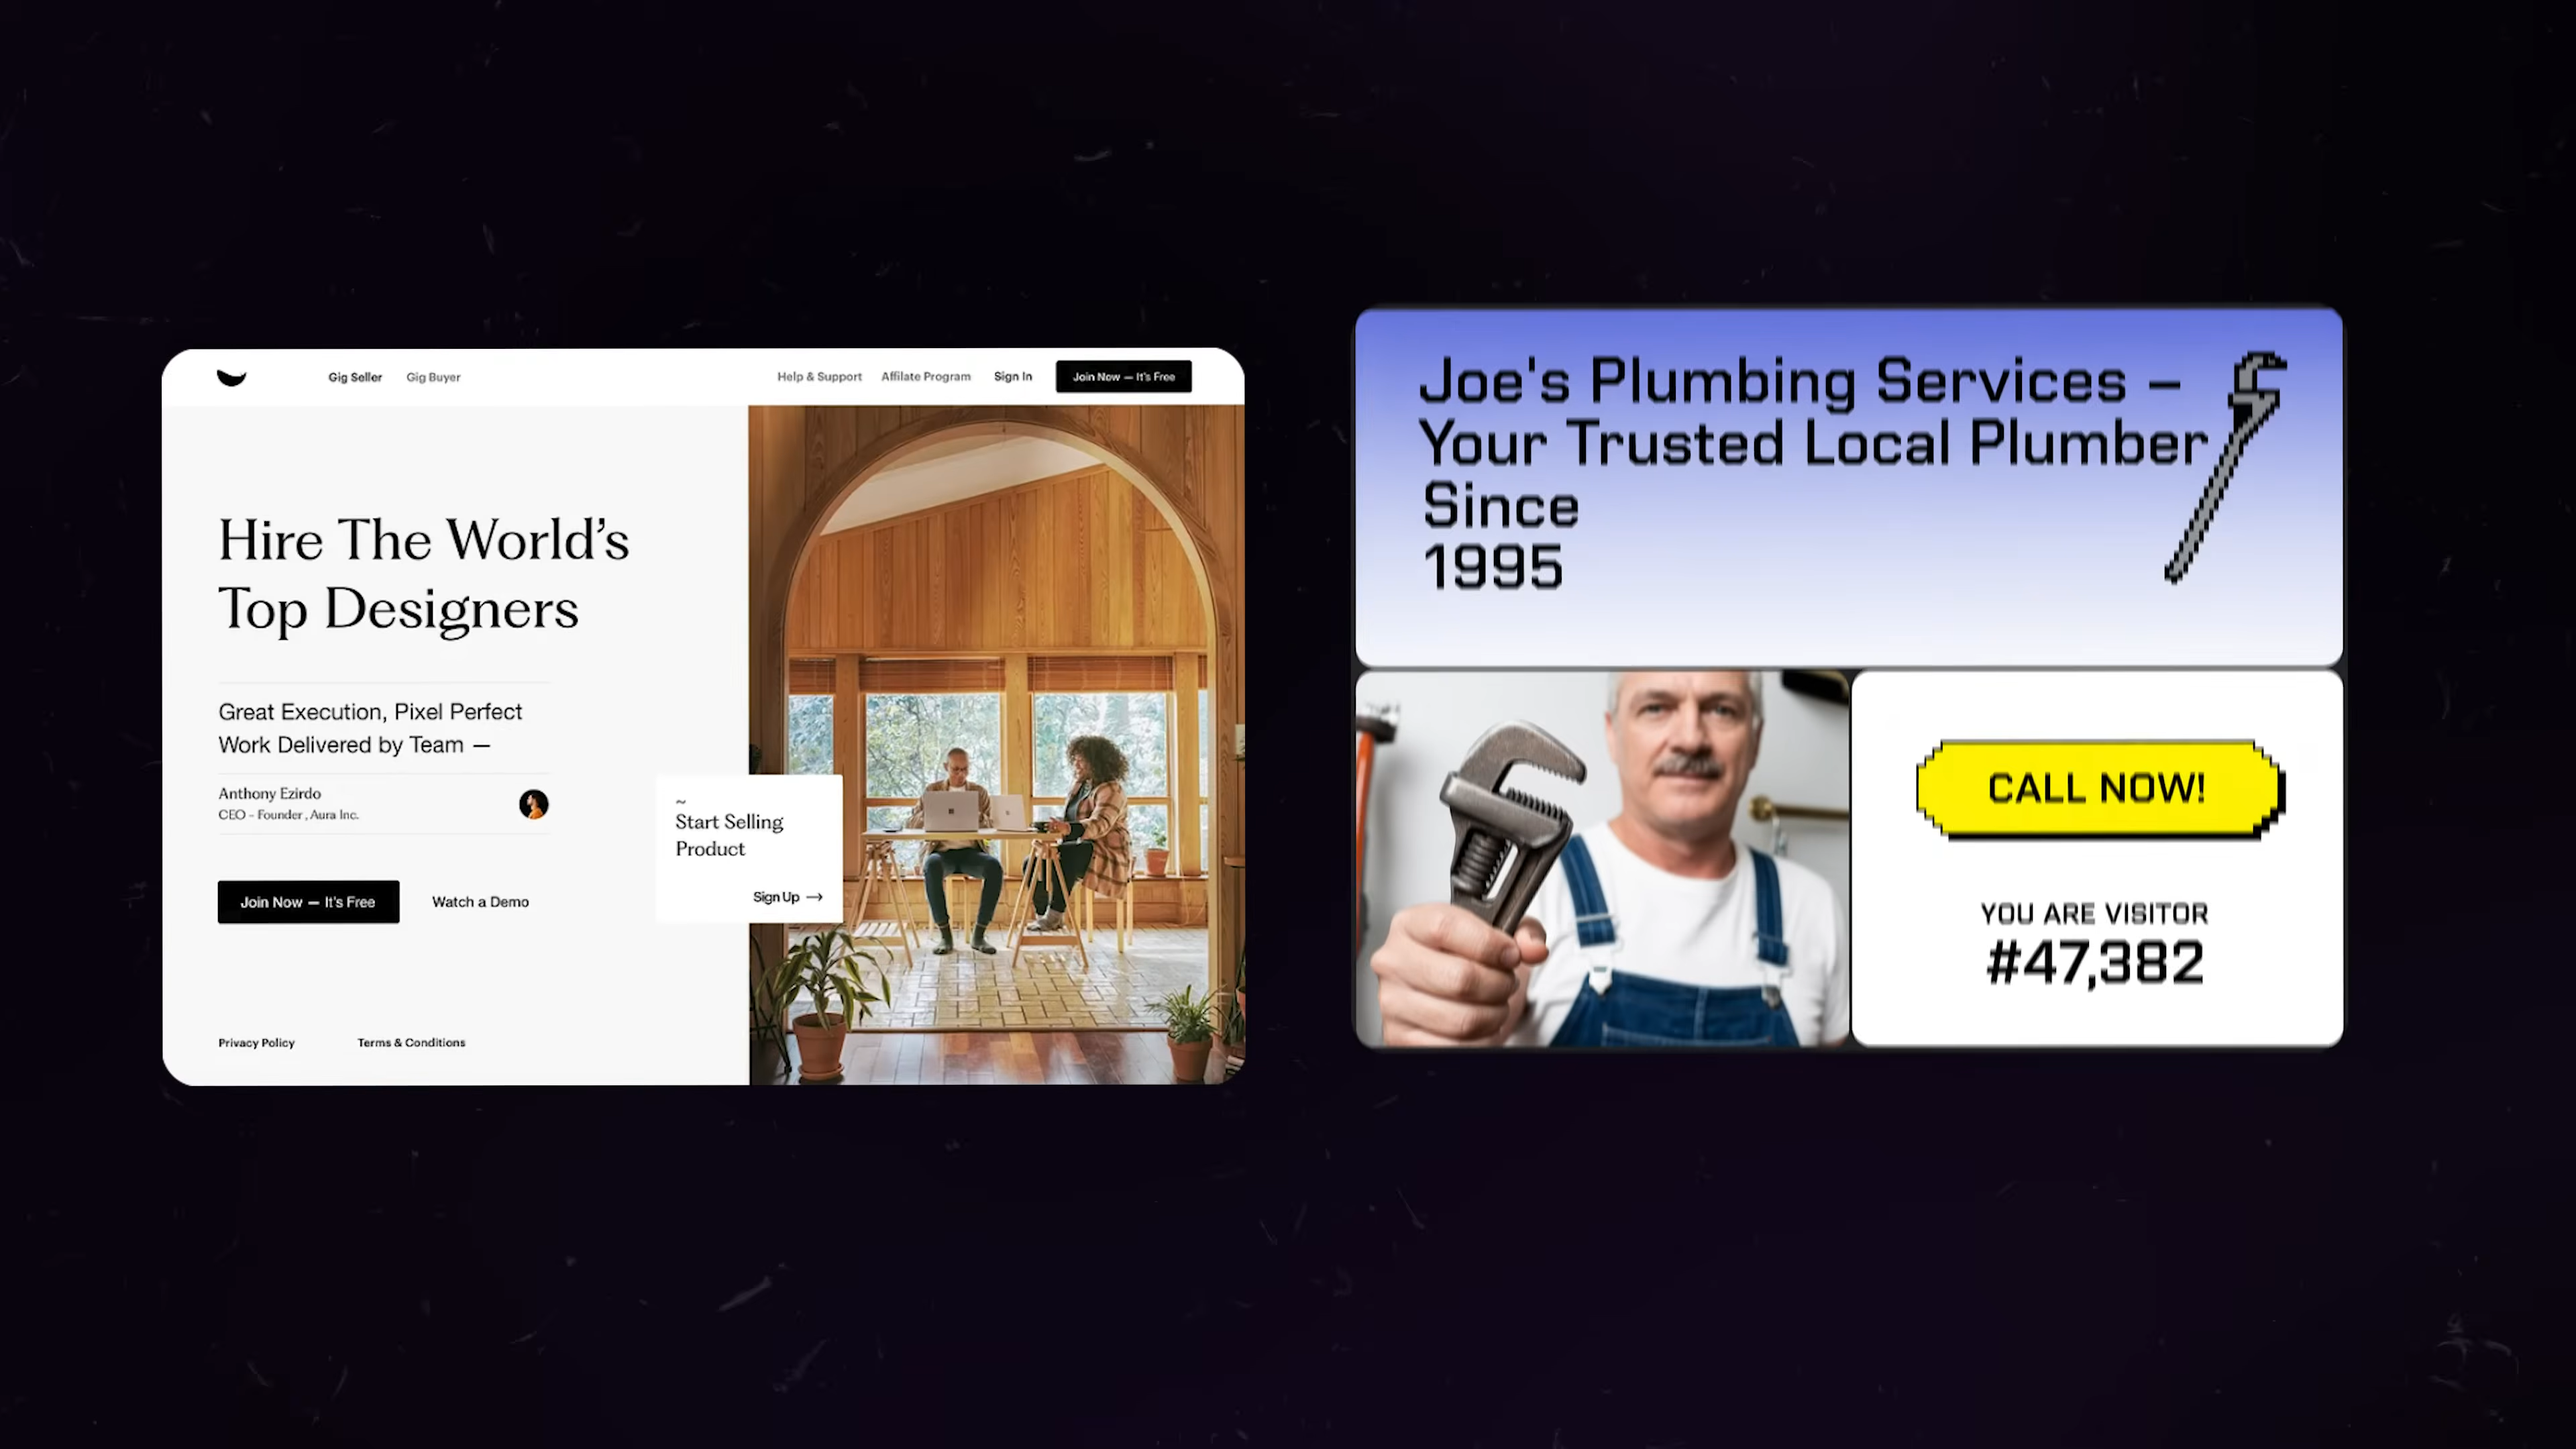 Gig Seller
Gig Buyer
Help & Support
Affilate Program
Sign In
Join Now — It's Free
Hire The World's
Top Designers
Great Execution, Pixel Perfect
Work Delivered by Team —
Anthony Ezirdo
CEO - Founder , Aura Inc.
~
Start Selling
Product
Sign Up →
Join Now — It's Free
Watch a Demo
Privacy Policy
Terms & Conditions
Joe's Plumbing Services –
Your Trusted Local Plumber
Since
1995
CALL NOW!
YOU ARE VISITOR
#47,382